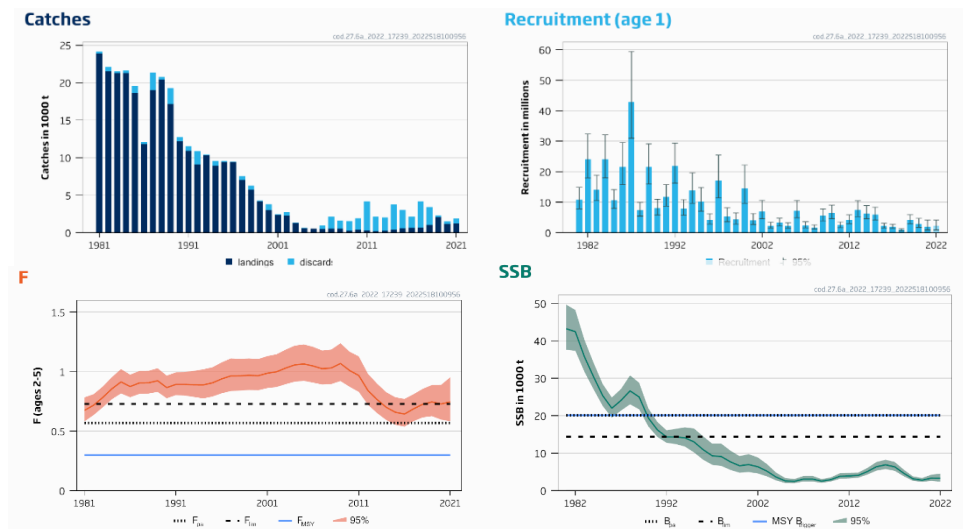 Catches
cod.27.6a_2022_17239_2022518100956
Catches in 1000 t
25
20
15
10
5
0
1981
1991
2001
2011
2021
landings
discard
Recruitment (age 1)
cod.27.6a_2022_17239_2022518100956
Recruitment in millions
60
50
40
30
20
10
0
1982
1992
2002
2012
2022
Recruitment
95%
F
cod.27.6a_2022_17239_2022518100956
F (ages 2-5)
1.5
1
0.5
0
1981
1991
2001
2011
2021
Fpa
Flim
FMSY
95%
SSB
cod.27.6a_2022_17239_2022518100956
SSB in 1000 t
50
40
30
20
10
0
1982
1992
2002
2012
2022
Bpa
Blim
MSY Btrigger
95%